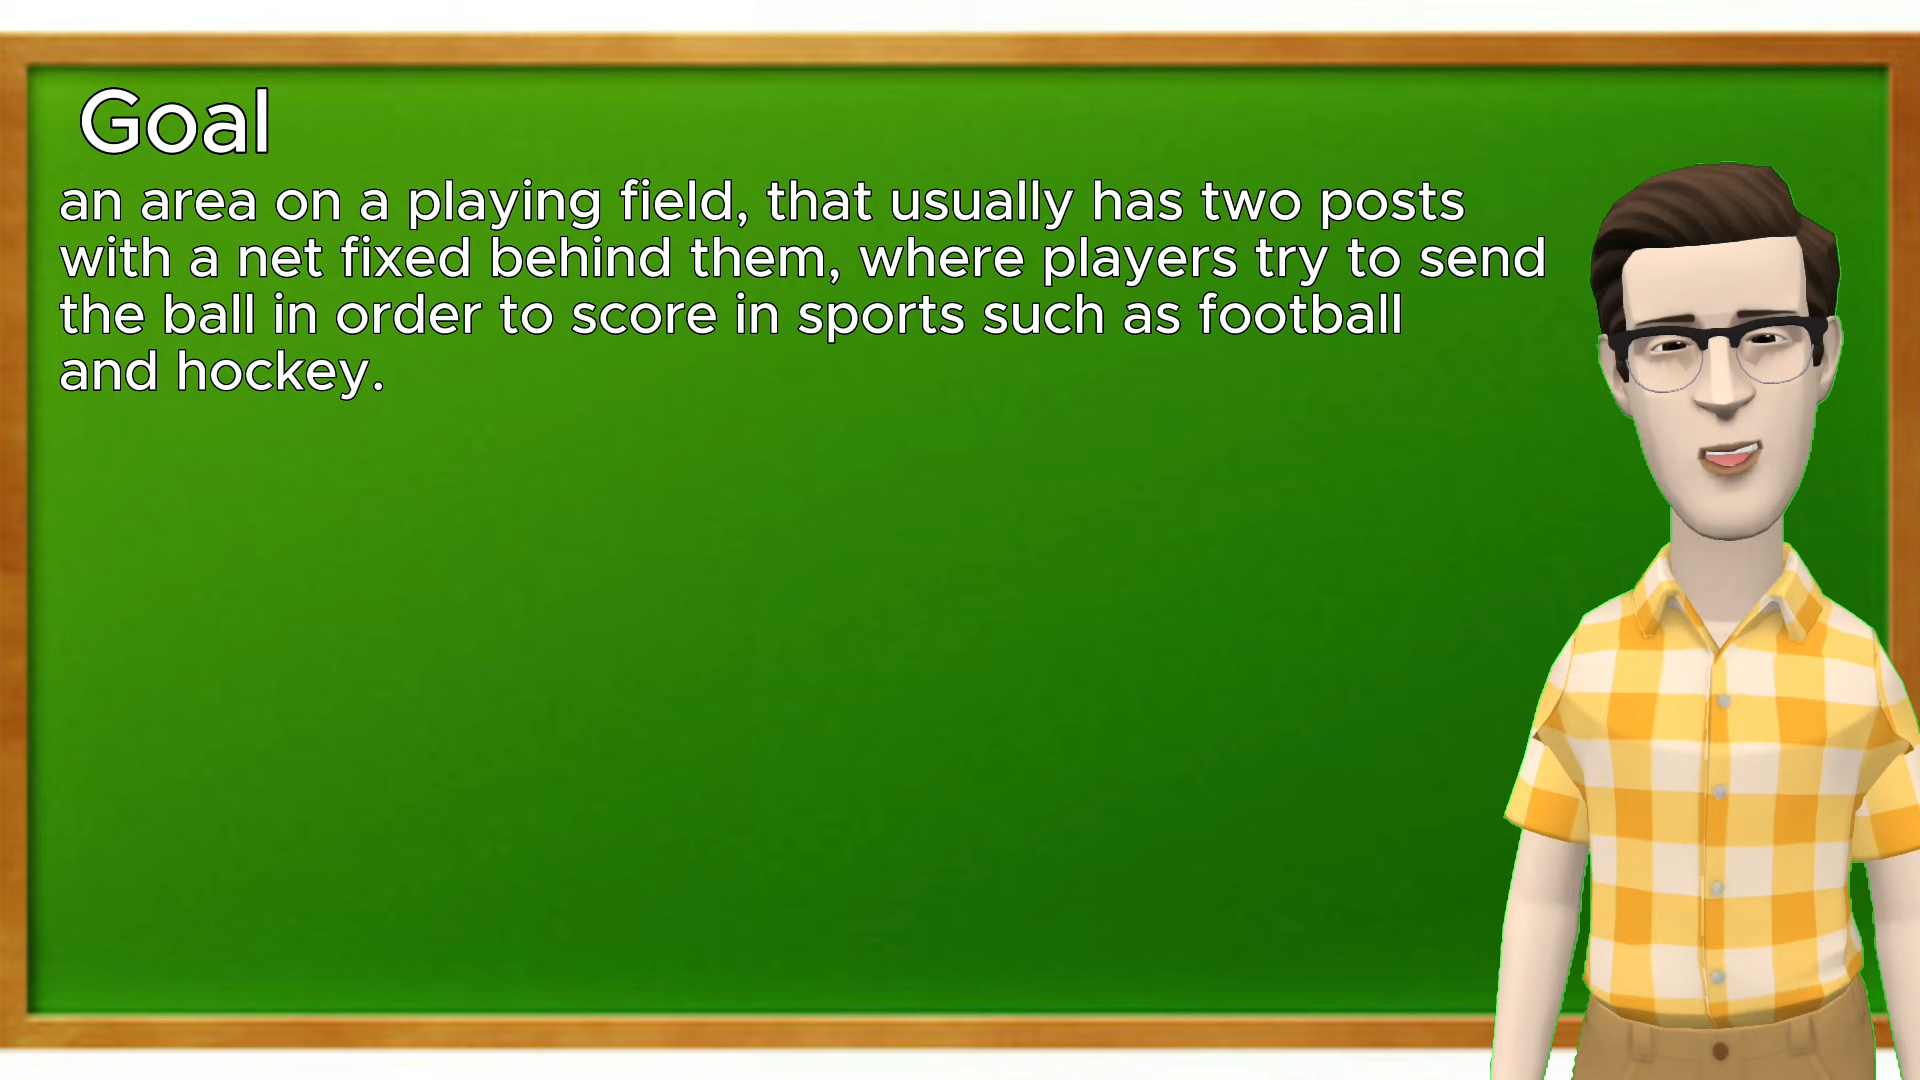 Goal
an area on a playing field, that usually has two posts
with a net fixed behind them, where players try to send
the ball in order to score in sports such as football
and hockey.